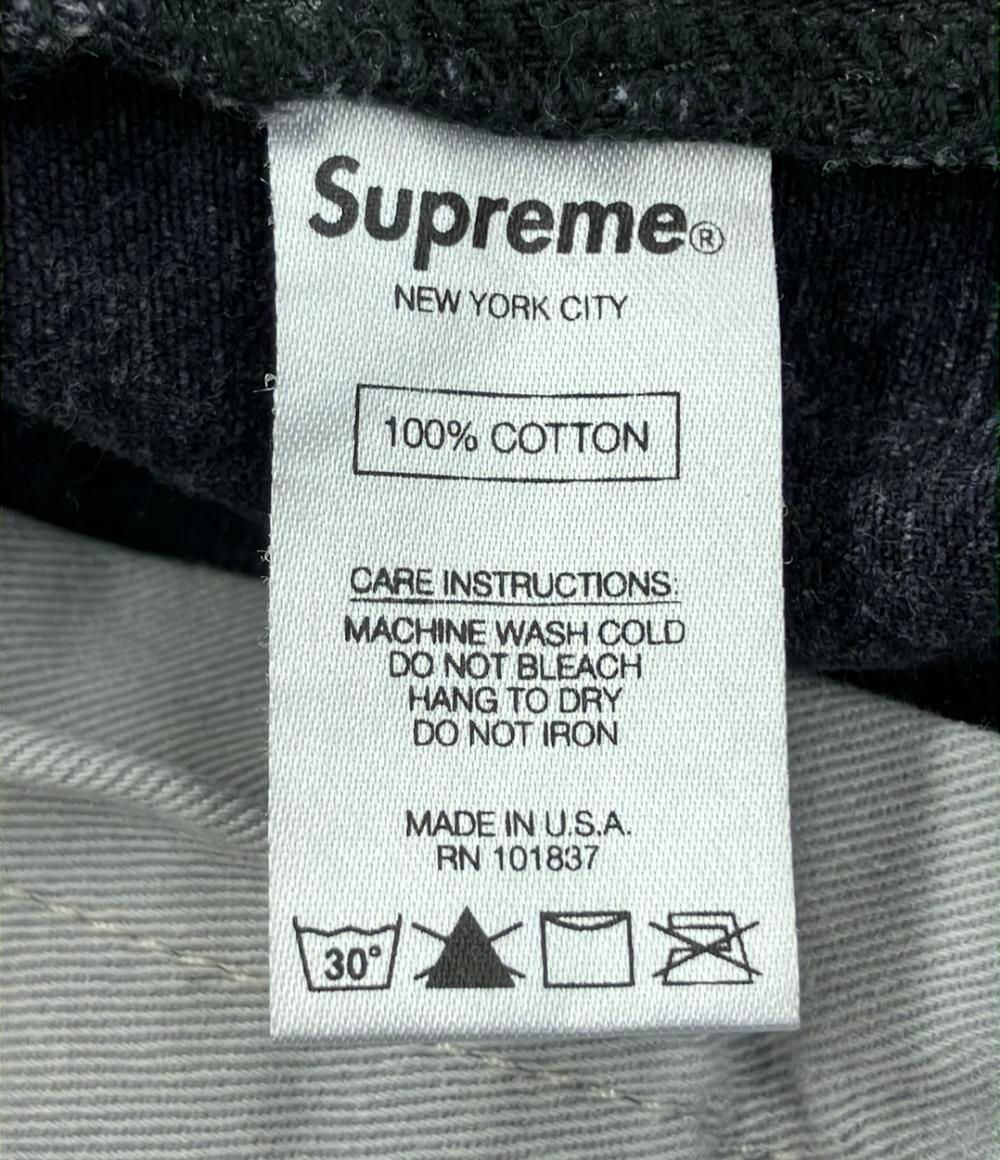 Supreme®
NEW YORK CITY
100% COTTON
CARE INSTRUCTIONS:
MACHINE WASH COLD
DO NOT BLEACH
HANG TO DRY
DO NOT IRON
MADE IN U.S.A.
RN 101837
30°